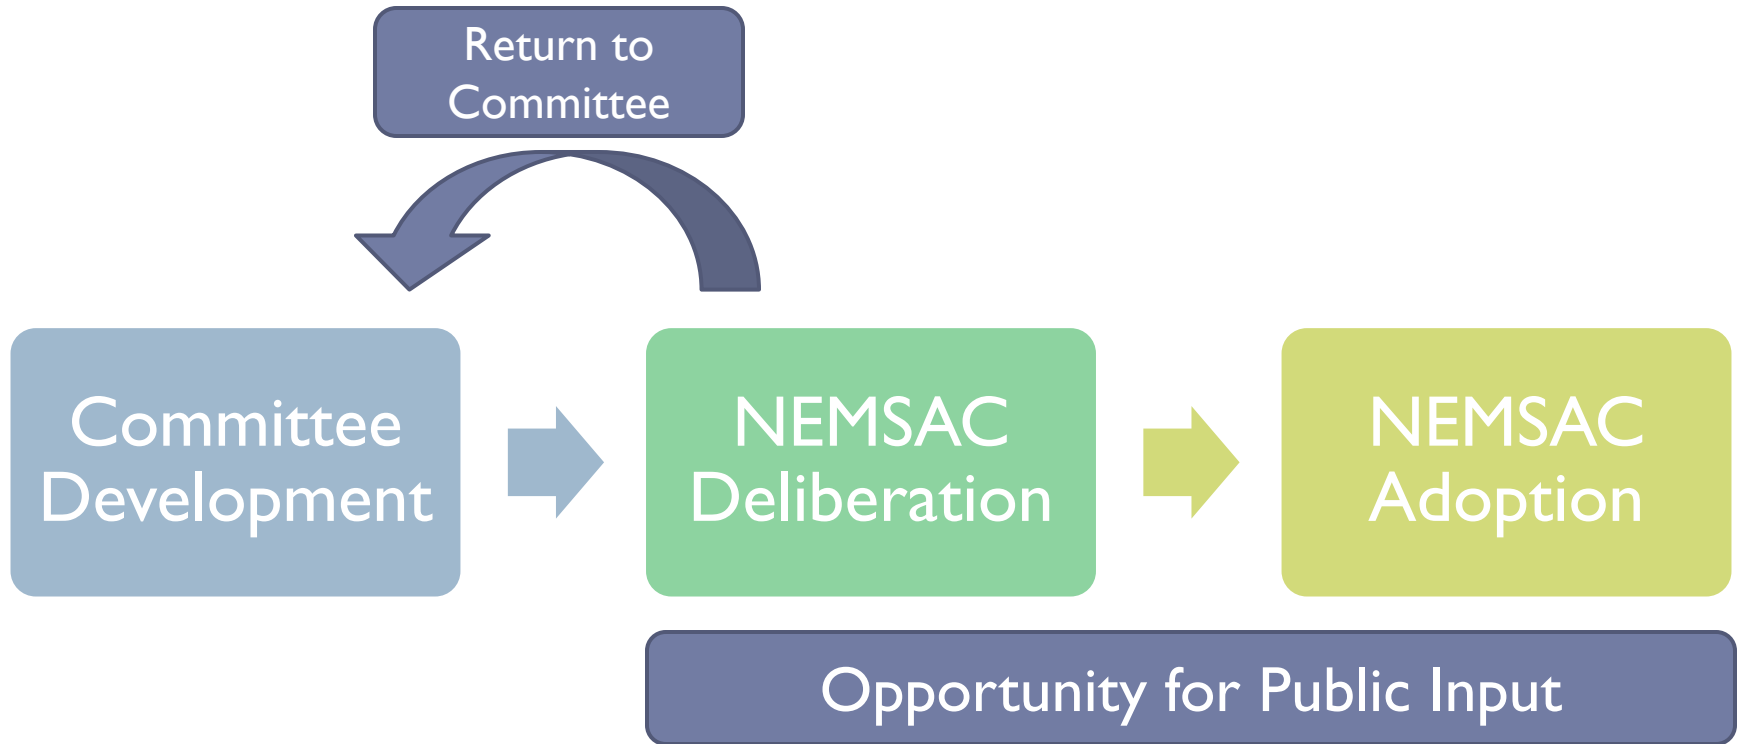 Return to
Committee
Committee
Development
NEMSAC
Deliberation
NEMSAC
Adoption
Opportunity for Public Input